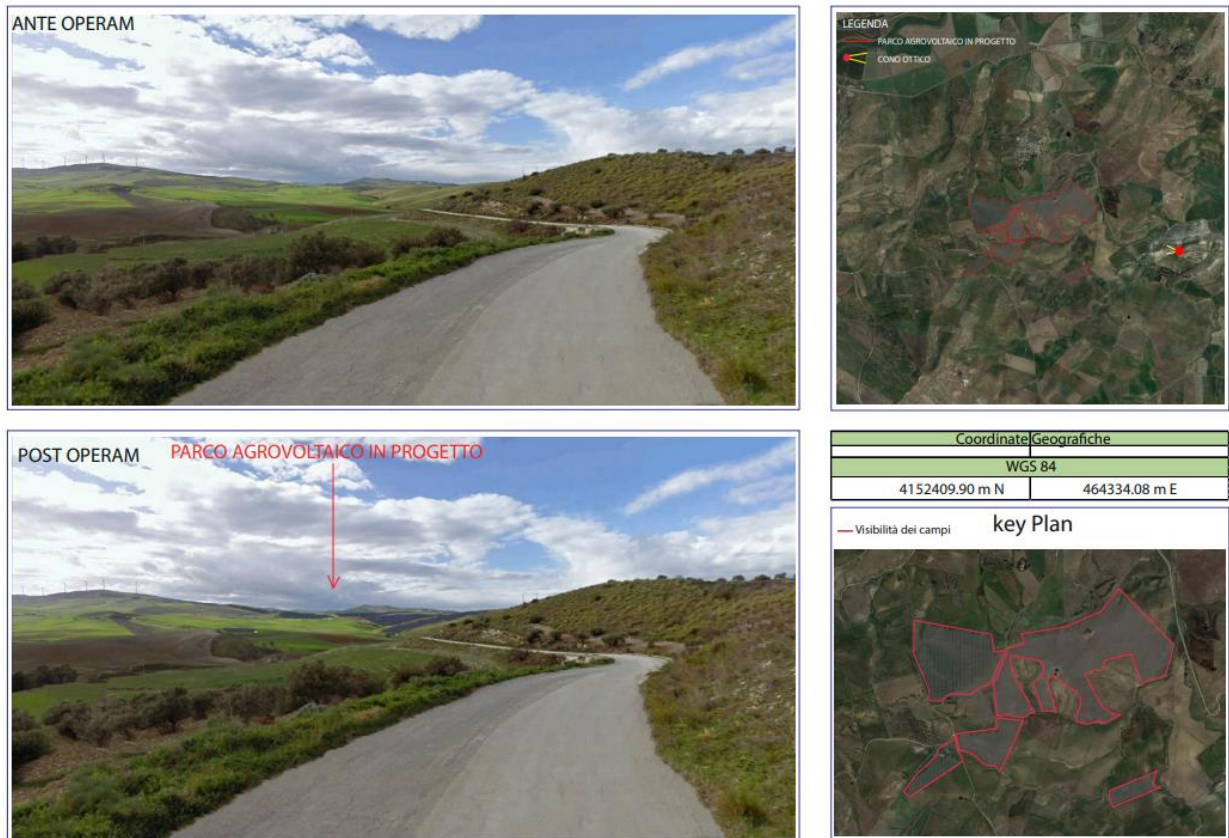 ANTE OPERAM
LEGENDA
PARCO AGROVOLTAICO IN PROGETTO
CONO OTTICO
POST OPERAM
PARCO AGROVOLTAICO IN PROGETTO
Coordinate Geografiche
WGS 84
4152409.90 m N 464334.08 m E
Visibilità dei campi
key Plan